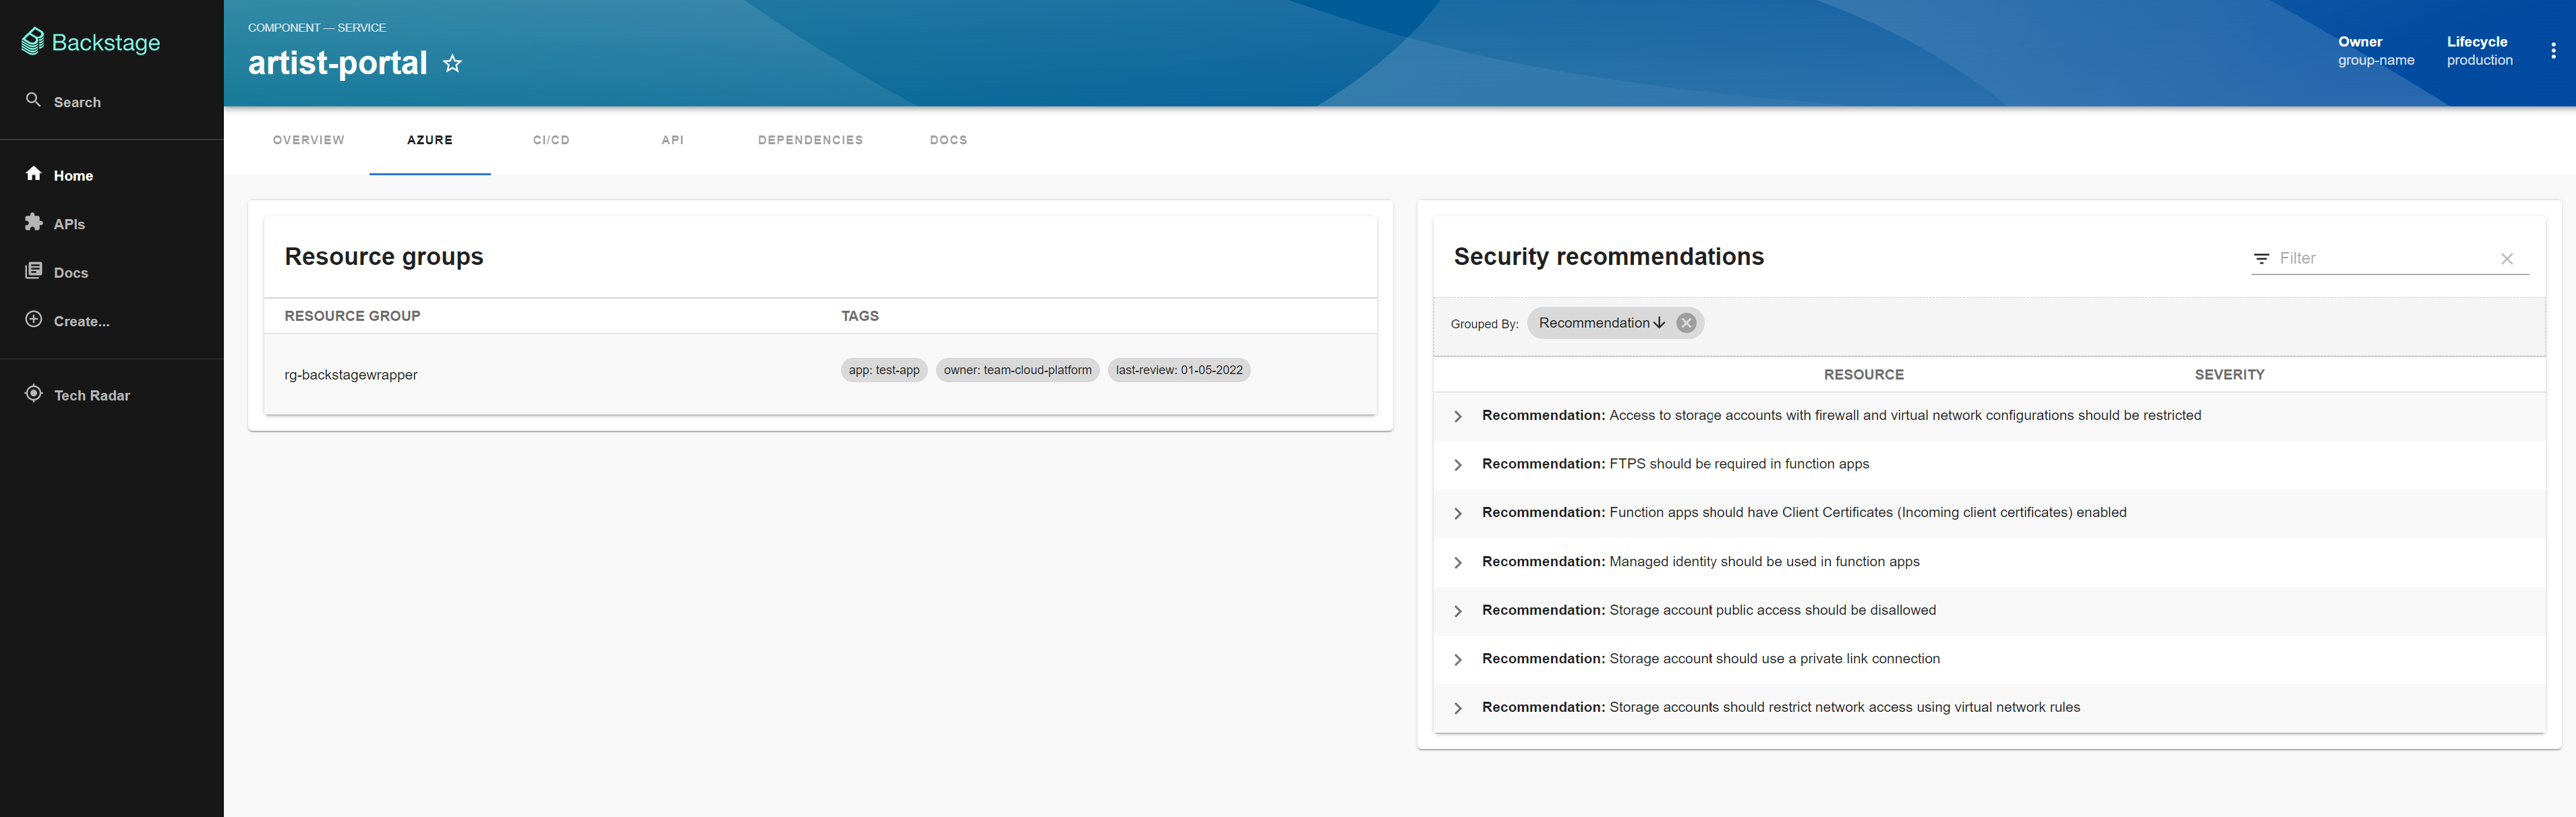 Backstage
Search
Home
APIs
Docs
Create...
Tech Radar
COMPONENT — SERVICE
artist-portal
Owner
group-name
Lifecycle
production
OVERVIEW AZURE CI/CD API DEPENDENCIES DOCS
Resource groups
RESOURCE GROUP TAGS
rg-backstagewrapper app: test-app owner: team-cloud-platform last-review: 01-05-2022
Security recommendations
Filter
Grouped By: Recommendation
RESOURCE SEVERITY
Recommendation: Access to storage accounts with firewall and virtual network configurations should be restricted
Recommendation: FTPS should be required in function apps
Recommendation: Function apps should have Client Certificates (Incoming client certificates) enabled
Recommendation: Managed identity should be used in function apps
Recommendation: Storage account public access should be disallowed
Recommendation: Storage account should use a private link connection
Recommendation: Storage accounts should restrict network access using virtual network rules